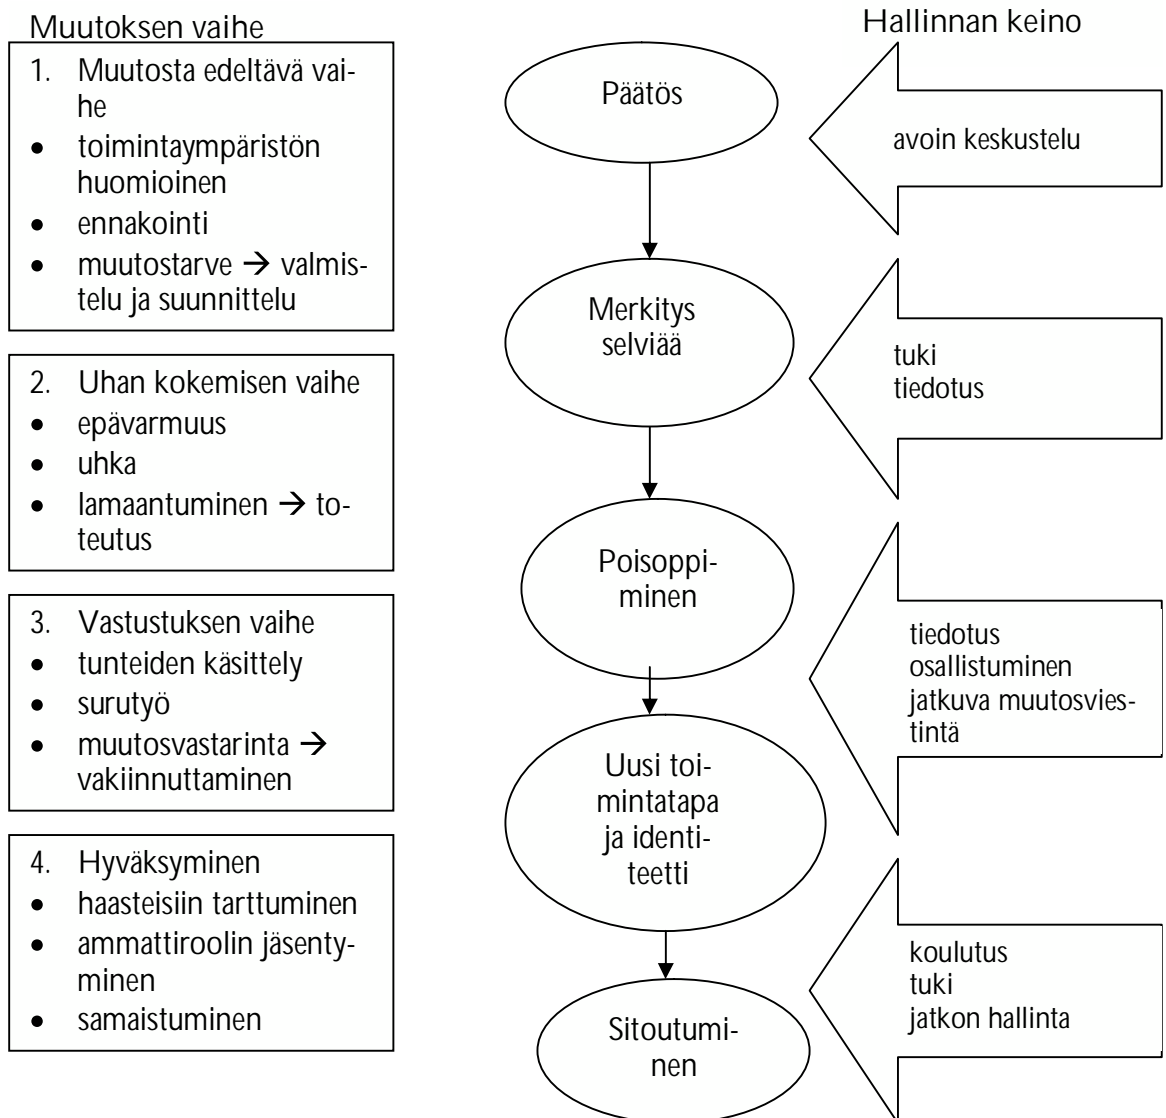 Muutoksen vaihe
1. Muutosta edeltävä vai-
he
• toimintaympäristön
huomioinen
• ennakointi
• muutostarve → valmis-
telu ja suunnittelu
2. Uhan kokemisen vaihe
• epävarmuus
• uhka
• lamaantuminen → to-
teutus
3. Vastustuksen vaihe
• tunteiden käsittely
• surutyö
• muutosvastarinta →
vakiinnuttaminen
4. Hyväksyminen
• haasteisiin tarttuminen
• ammattiroolin jäsenty-
minen
• samaistuminen
Päätös
Merkitys
selviää
Poisoppi-
minen
Uusi toi-
mintatapa
ja identi-
teetti
Sitoutumi-
nen
Hallinnan keino
avoin keskustelu
tuki
tiedotus
tiedotus
osallistuminen
jatkuva muutosvies-
tintä
koulutus
tuki
jatkon hallinta